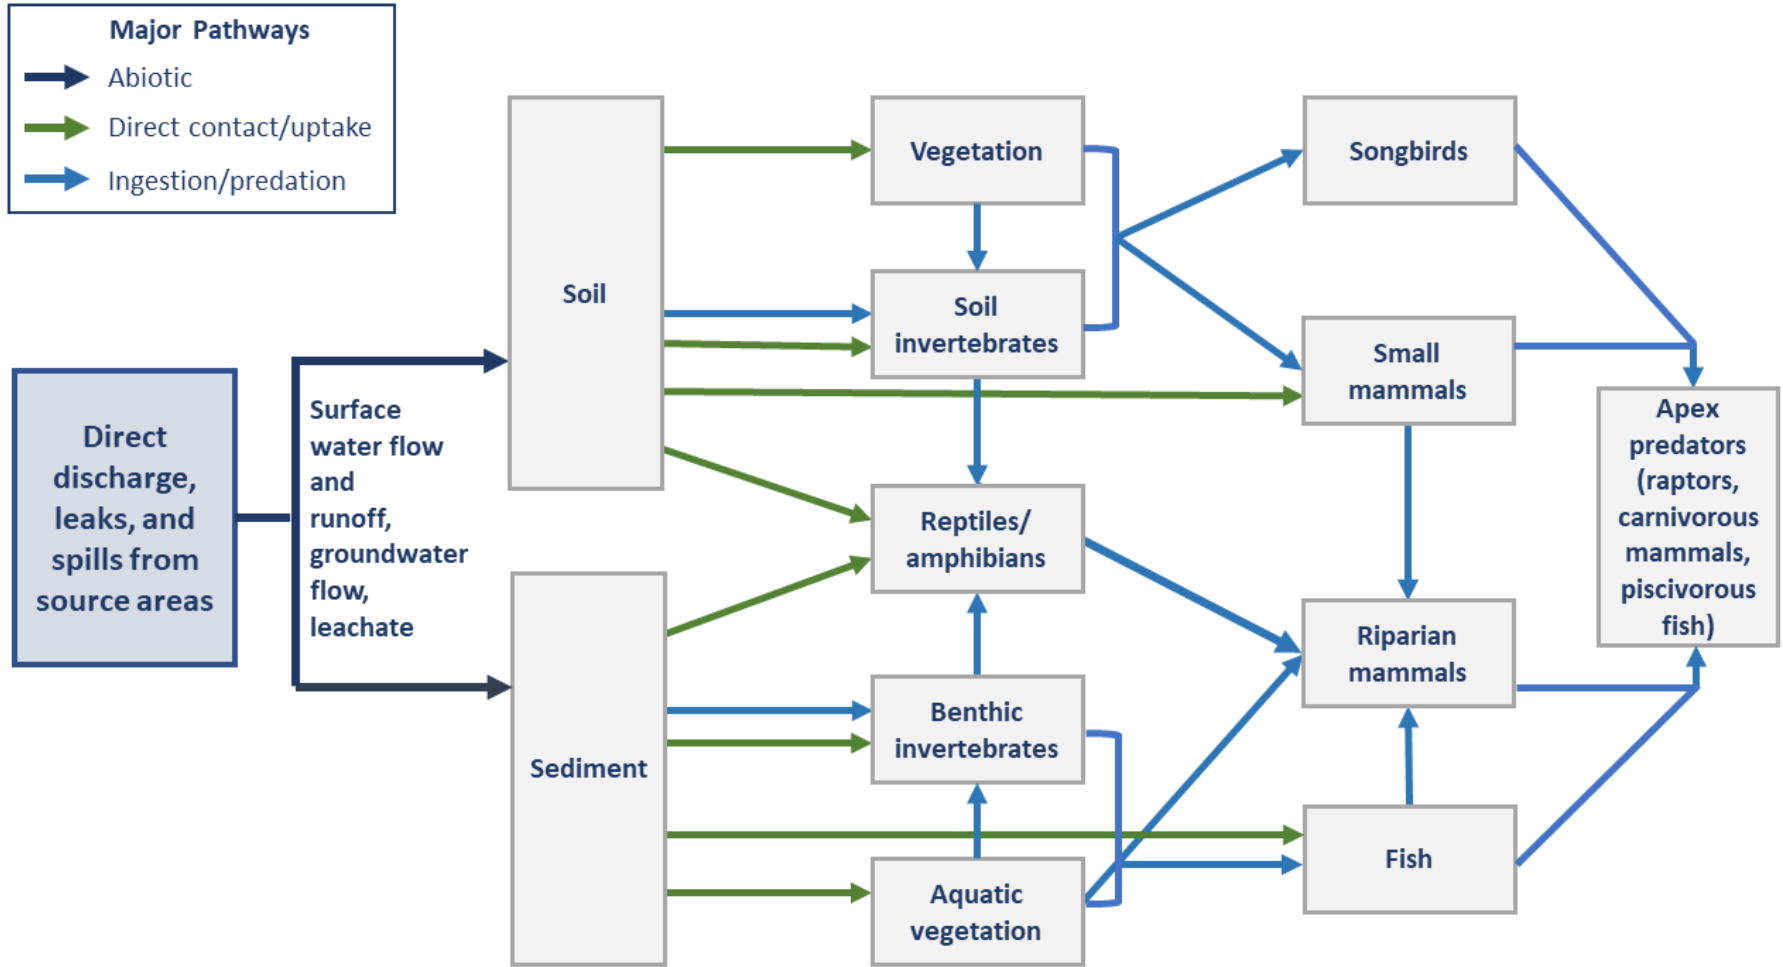 Major Pathways
Abiotic
Direct contact/uptake
Ingestion/predation
Direct
discharge,
leaks, and
spills from
source areas
Surface
water flow
and
runoff,
groundwater
flow,
leachate
Soil
Sediment
Vegetation
Soil
invertebrates
Reptiles/
amphibians
Benthic
invertebrates
Aquatic
vegetation
Songbirds
Small
mammals
Riparian
mammals
Fish
Apex
predators
(raptors,
carnivorous
mammals,
piscivorous
fish)